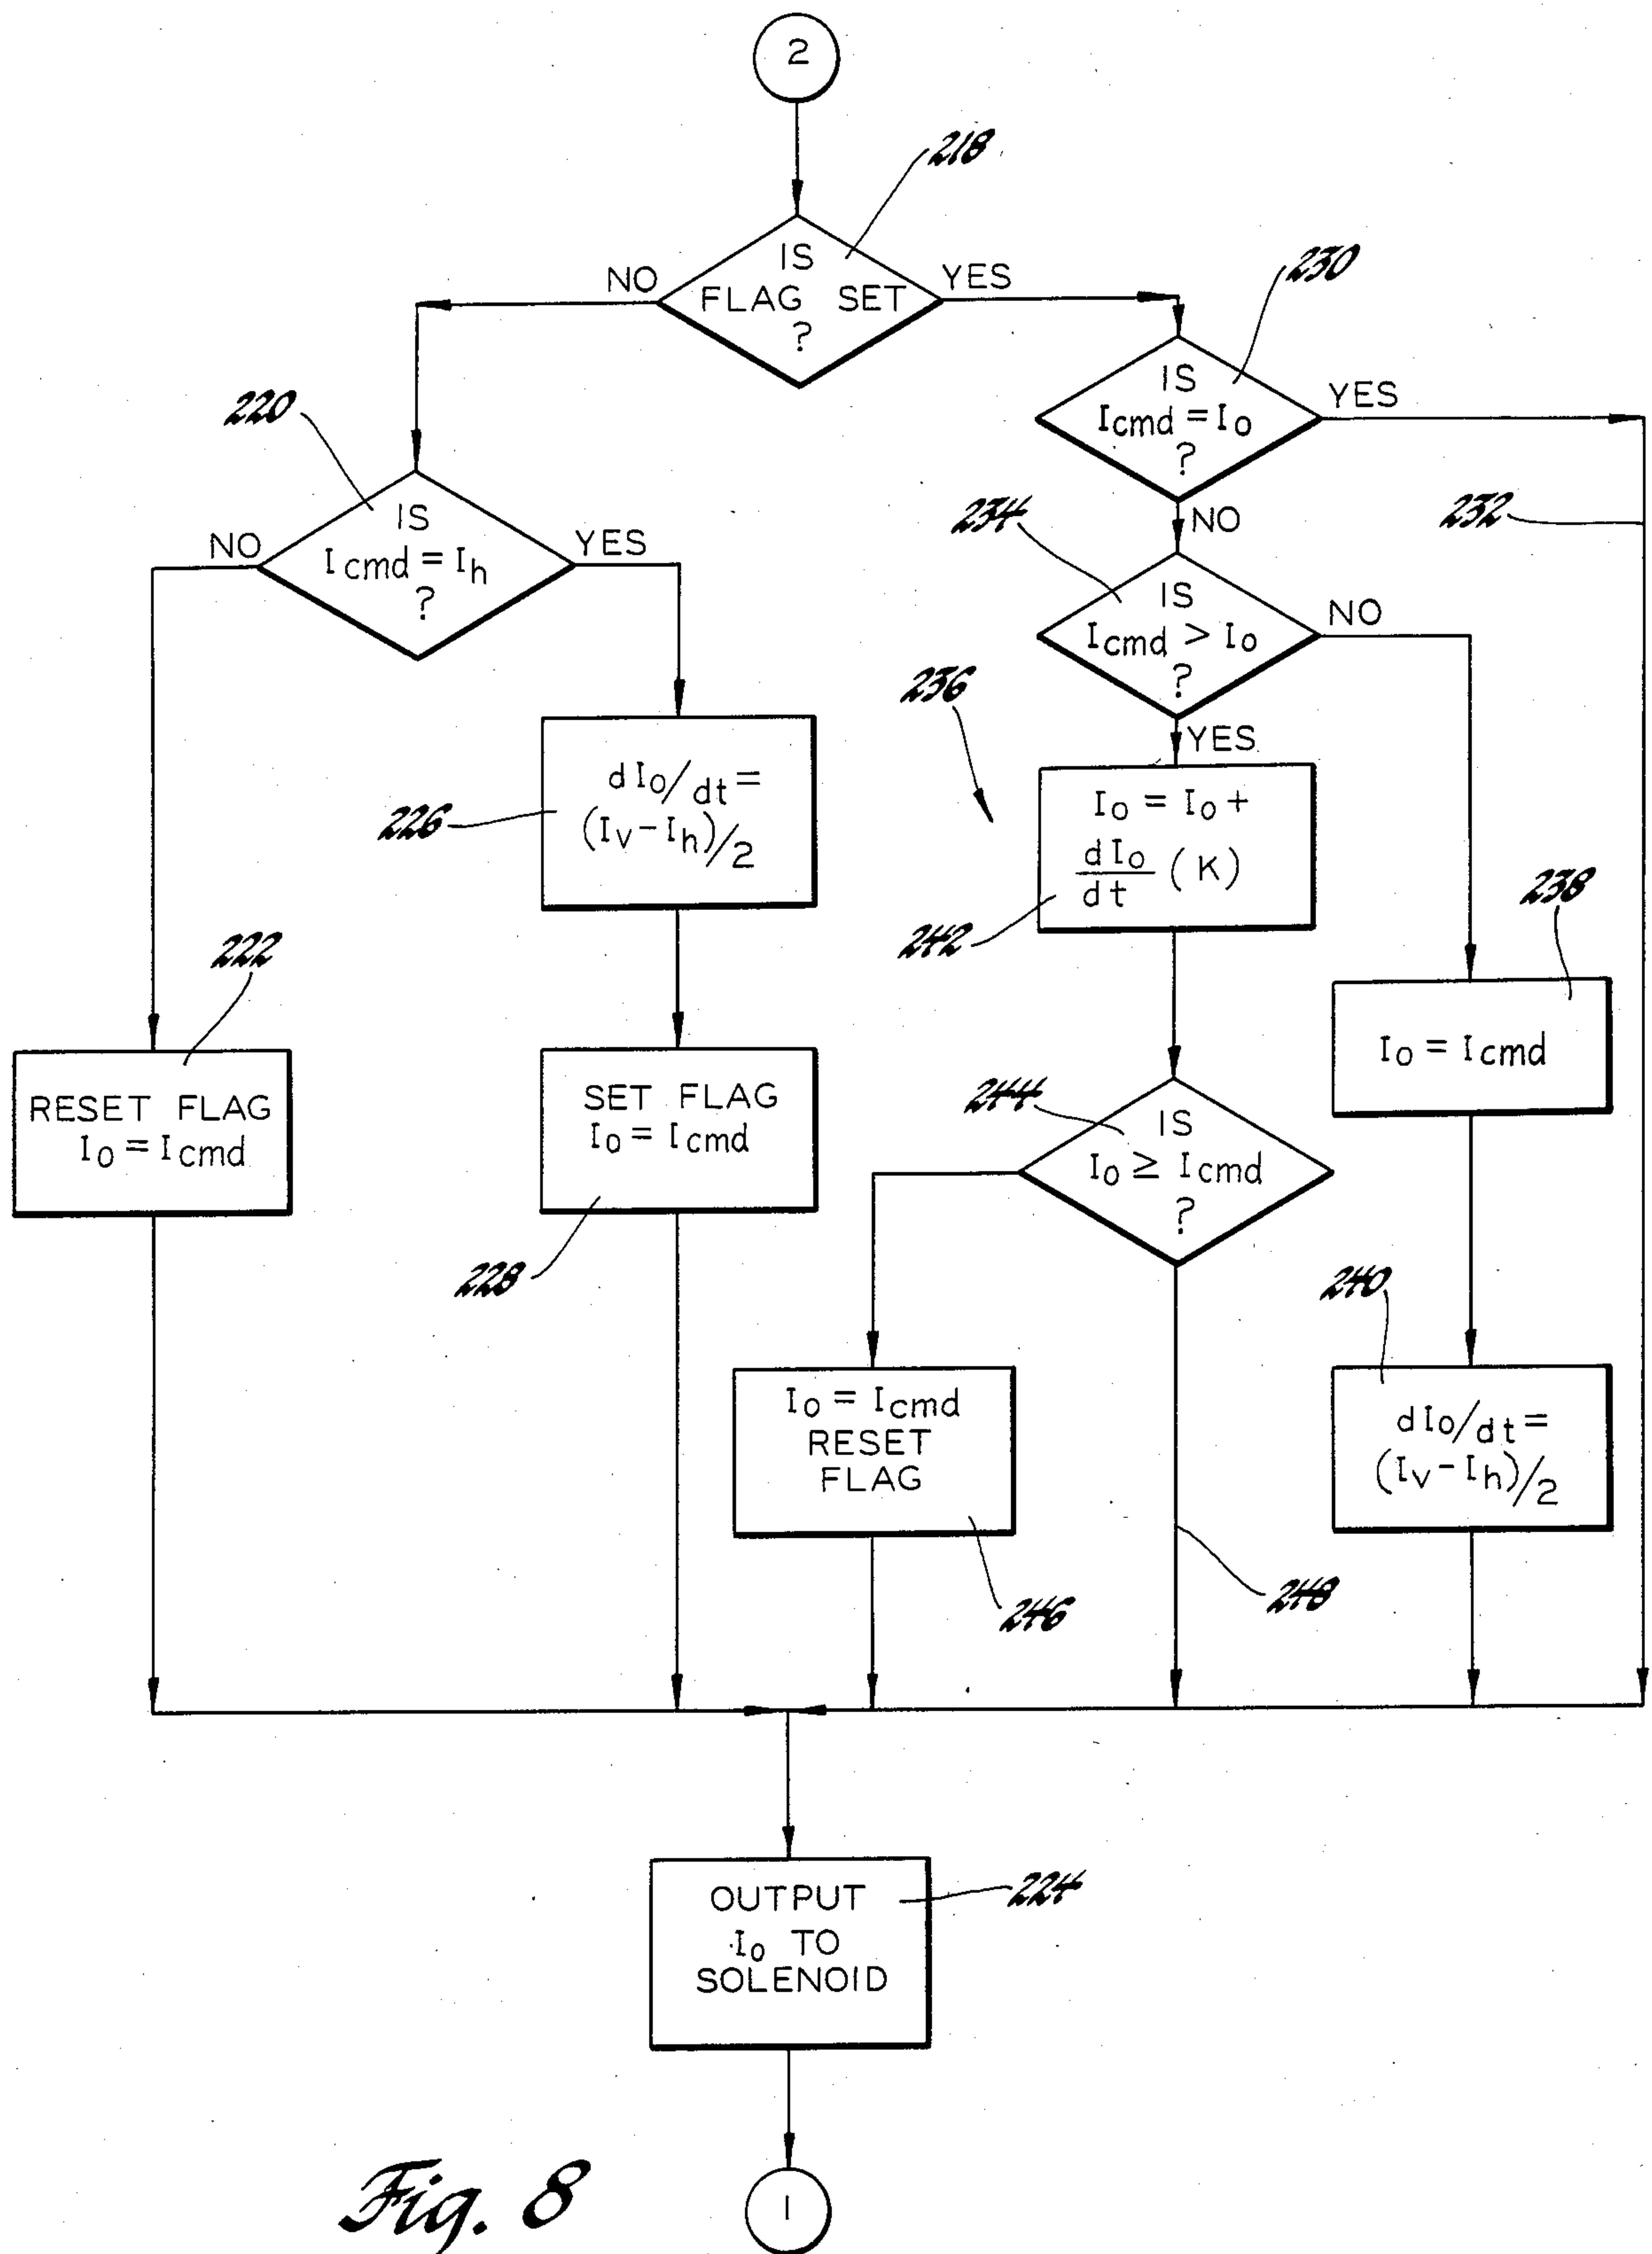 2
218
IS
FLAG SET
?
NO
YES
230
IS
Icmd = Io
?
YES
220
IS
Icmd = Ih
?
NO
YES
232
NO
234
IS
Icmd > Io
?
NO
236
YES
dIo/dt =
(Iv - Ih)/2
226
Io = Io +
dIo/dt (K)
242
238
Io = Icmd
222
RESET FLAG
Io = Icmd
SET FLAG
Io = Icmd
228
244
IS
Io ≥ Icmd
?
240
Io = Icmd
RESET
FLAG
246
dIo/dt =
(Iv - Ih)/2
248
OUTPUT
Io TO
SOLENOID
224
1
Fig. 8